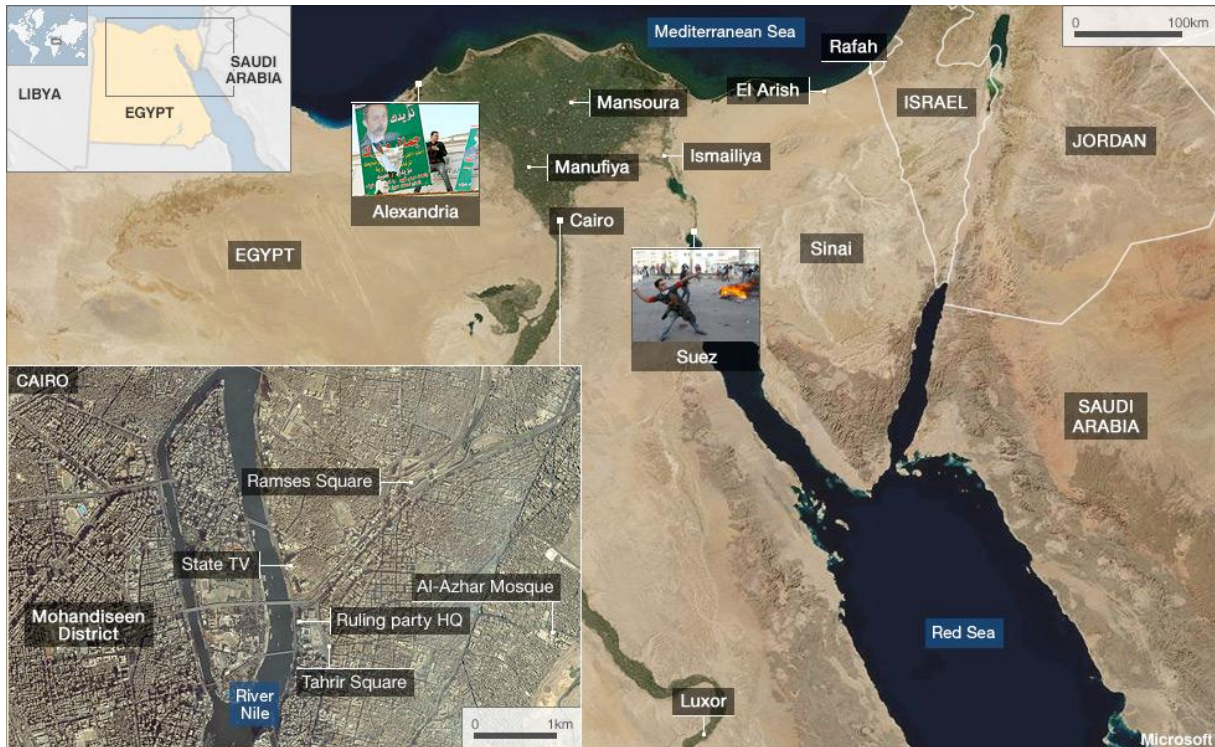 LIBYA
EGYPT
SAUDI
ARABIA
Mediterranean Sea
0 100km
Rafah
El Arish
Mansoura
ISRAEL
JORDAN
Ismailiya
Manufiya
نؤيدك
Alexandria
Cairo
EGYPT
Sinai
Suez
SAUDI
ARABIA
Red Sea
Luxor
Microsoft
CAIRO
Ramses Square
State TV
Al-Azhar Mosque
Mohandiseen
District
Ruling party HQ
Tahrir Square
River
Nile
0 1km